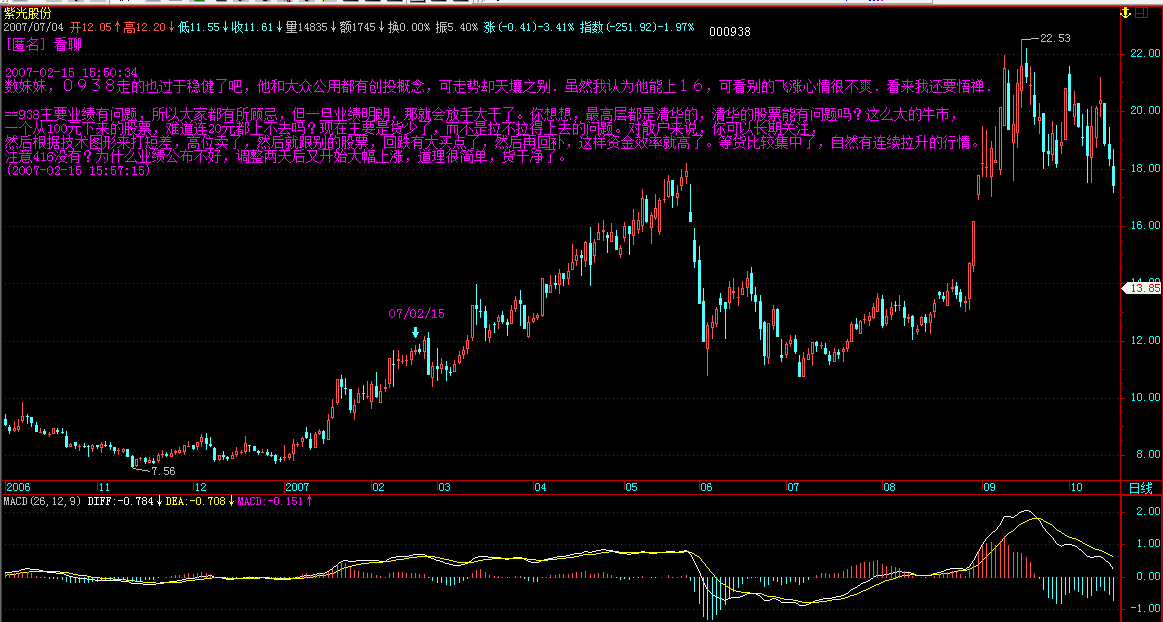 紫光股份
2007/07/04 开12.05↑高12.20↓低11.55↓收11.61↓量14835↓额1745↓换0.00% 振5.40% 涨(-0.41)-3.41% 指数(-251.92)-1.97%
000938
[匿名] 看聊
22.53
2007-02-15 15:50:34
数妹妹, ０９３８走的也过于稳健了吧, 他和大众公用都有创投概念, 可走势却天壤之别. 虽然我认为他能上１６, 可看别的飞涨心情很不爽. 看来我还要悟禅.
==938主要业绩有问题, 所以大家都有所顾忌, 但一旦业绩明朗, 那就会放手大干了。你想想, 最高层都是清华的, 清华的股票能有问题吗? 这么大的牛市,
一个从100元下来的股票, 难道连20元都上不去吗? 现在主要是货少了, 而不是拉不拉得上去的问题。对散户来说, 你可以长期关注,
然后根据技术图形来打短差, 高位卖了, 然后就跟别的股票, 回跌有大买点了, 然后再回补, 这样资金效率就高了。等货比较集中了, 自然有连续拉升的行情。
注意416没有? 为什么业绩公布不好, 调整两天后又开始大幅上涨, 道理很简单, 货干净了。
(2007-02-15 15:57:15)
07/02/15
7.56
22.00
20.00
18.00
16.00
14.00
13.85
12.00
10.00
8.00
2006 11 12 2007 02 03 04 05 06 07 08 09 10 日线
MACD(26,12,9) DIFF:-0.784↓DEA:-0.708↓MACD:-0.151↑
2.00
1.00
0.00
-1.00